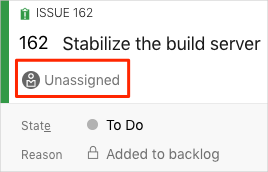 ISSUE 162
162 Stabilize the build server
Unassigned
State To Do
Reason Added to backlog